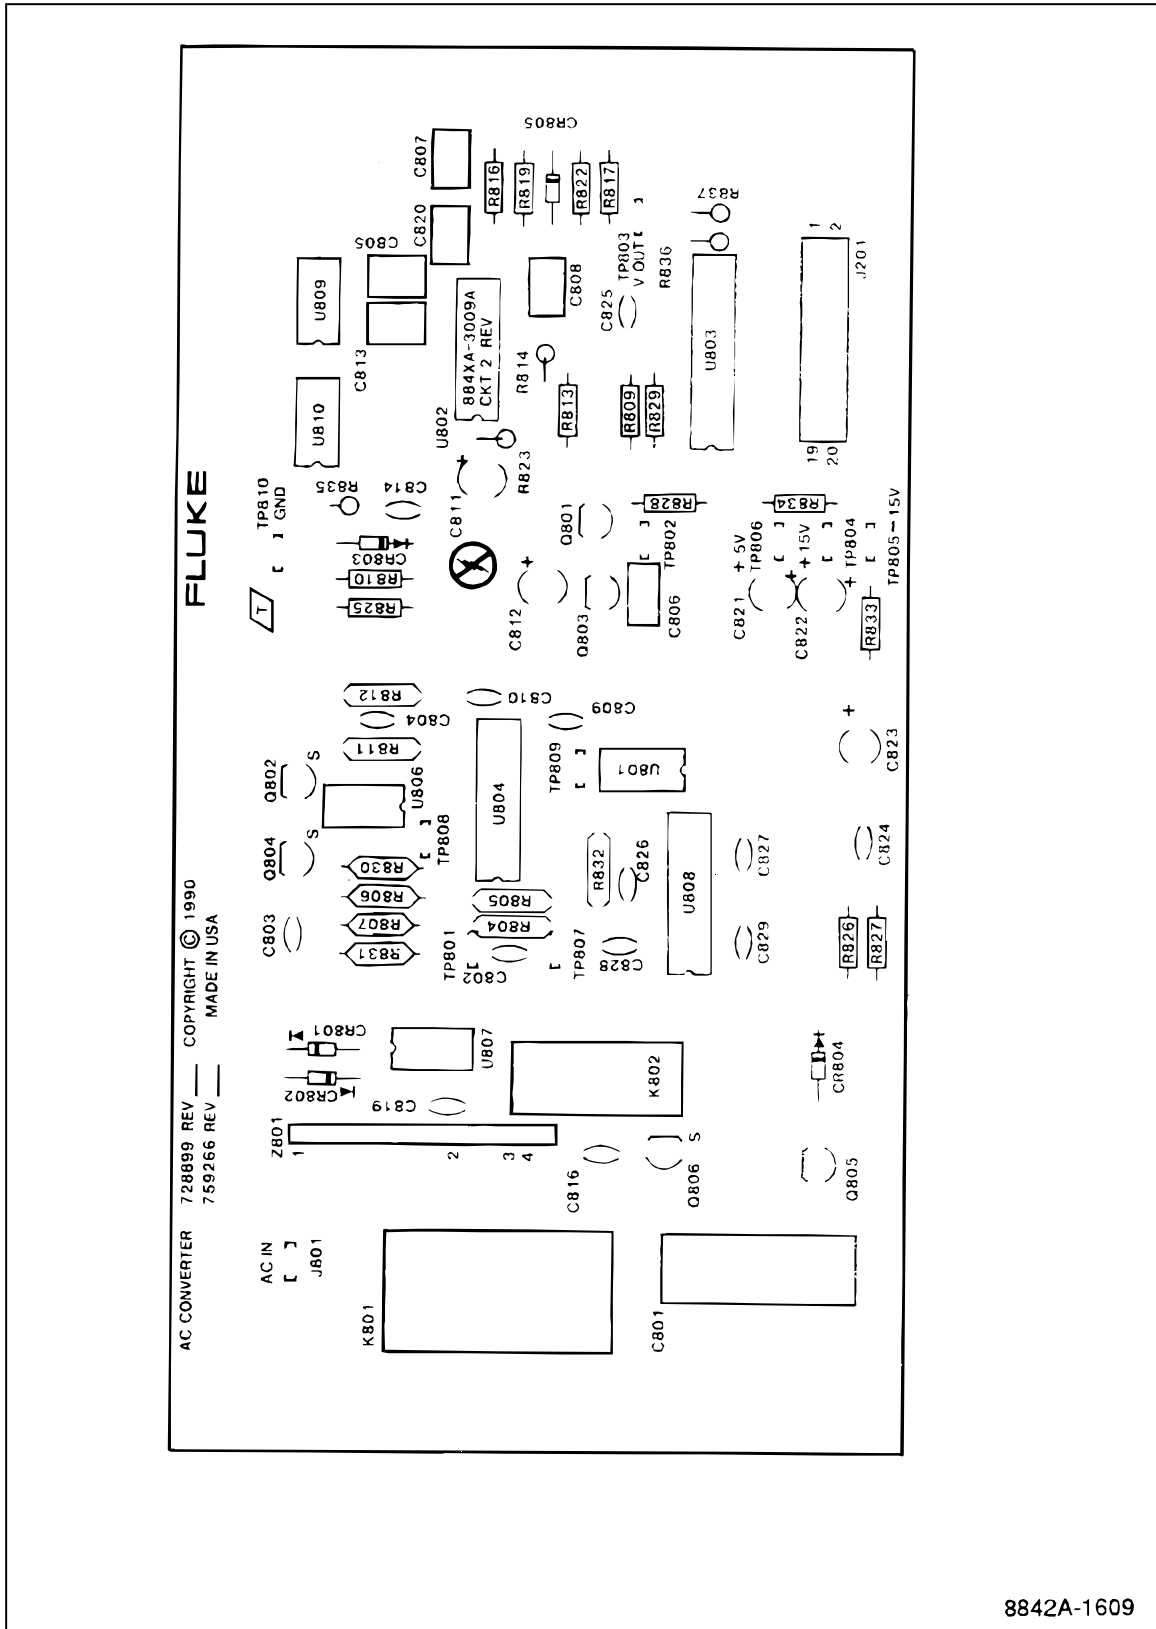 CR805
C807
R816
R819
R822
R817
R837
C820
C805
TP803
V OUT
R836
1
2
J201
U809
C808
C825
884XA-3009A
CKT 2 REV
U803
C813
R814
U810
U802
R813
R809
R829
19
20
FLUKE
TP810
GND
R835
C814
C811
R823
Q801
R828
R834
CR803
TP802
+5V
TP806
+15V
TP804
TP805-15V
T
R810
R825
C812
Q803
C806
C821
C822
R833
R812
C810
C804
C809
R811
Q802
S
U806
TP809
U801
U804
C823
Q804
S
TP808
R830
R832
C826
C827
C824
R806
R805
U808
COPYRIGHT © 1990
MADE IN USA
C803
R807
R804
R831
TP801
C802
TP807
C828
C829
R826
R827
CR801
U807
K802
CR804
CR802
C819
Z801
1
2
3
4
728899 REV
759266 REV
C816
S
Q806
Q805
AC CONVERTER
AC IN
J801
K801
C801
8842A-1609